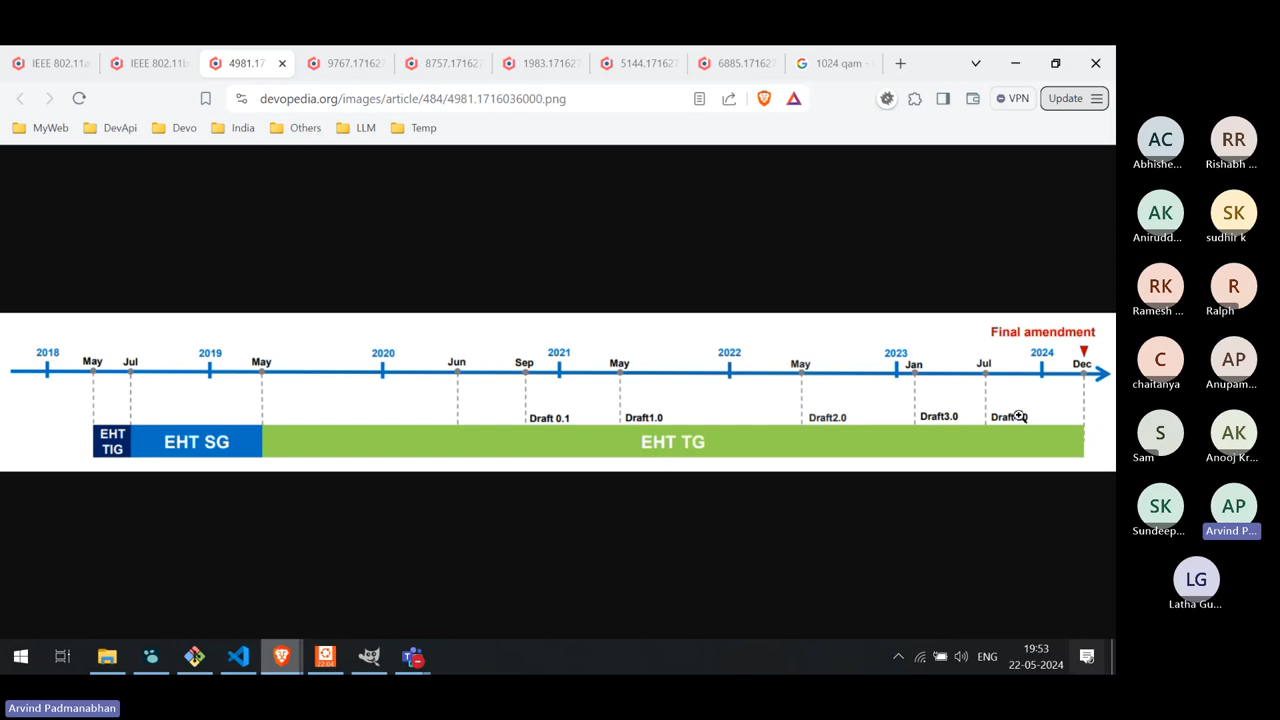 IEEE 802.11a
IEEE 802.11b
4981.17
9767.17162
8757.17162
1983.17162
5144.17162
6885.17162
1024 qam -
devopedia.org/images/article/484/4981.1716036000.png
VPN
Update
MyWeb
DevApi
Devo
India
Others
LLM
Temp
Final amendment
2018
2019
2020
2021
2022
2023
2024
May
Jul
May
Jun
Sep
May
May
Jan
Jul
Dec
Draft 0.1
Draft1.0
Draft2.0
Draft3.0
EHT TIG
EHT SG
EHT TG
AC
Abhishe...
RR
Rishabh ...
AK
Anirudd...
SK
sudhir k
RK
Ramesh ...
R
Ralph
C
chaitanya
AP
Anupam...
S
Sam
AK
Anooj Kr...
SK
Sundeep...
AP
Arvind P...
LG
Latha Gu...
22:04
ENG
19:53
22-05-2024
Arvind Padmanabhan